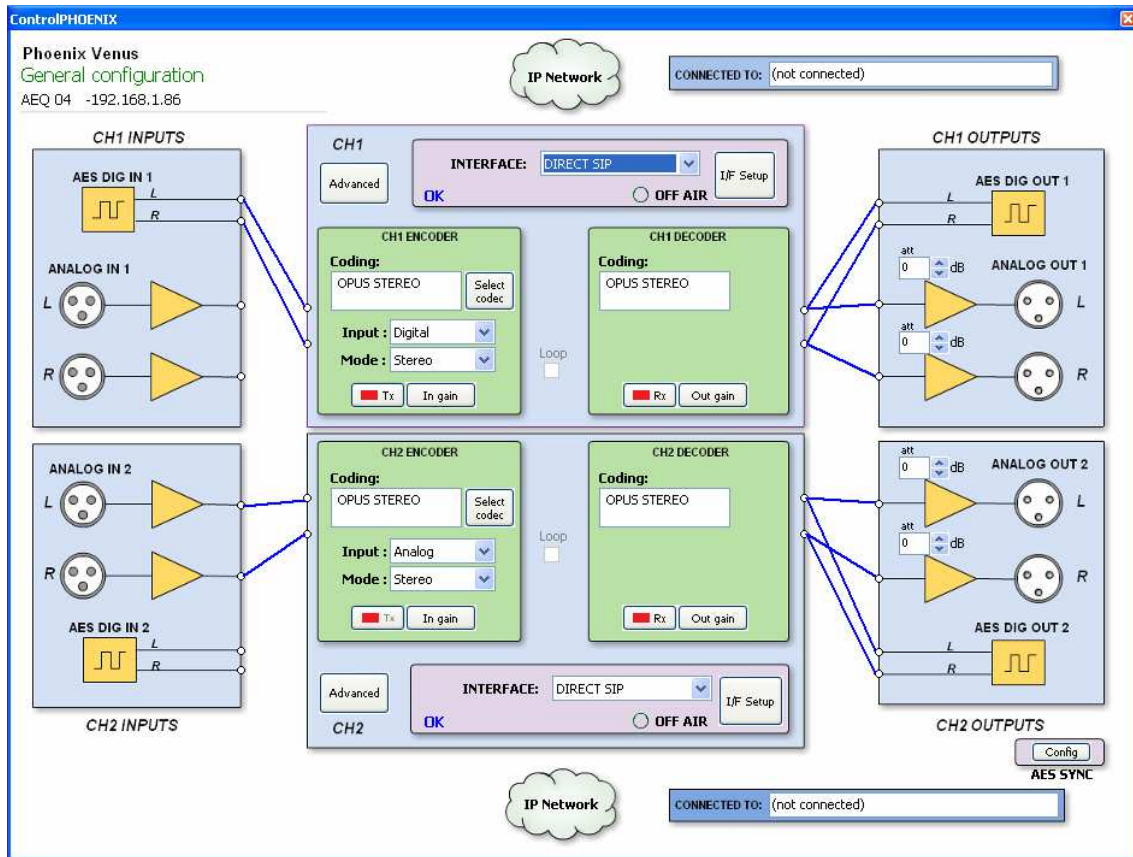 ControlPHOENIX
Phoenix Venus
General configuration
AEQ 04 -192.168.1.86
IP Network
CONNECTED TO: (not connected)
CH1 INPUTS
AES DIG IN 1
L
R
ANALOG IN 1
L
R
CH1
Advanced
INTERFACE: DIRECT SIP
I/F Setup
OK
OFF AIR
CH1 ENCODER
Coding:
OPUS STEREO
Select codec
Input : Digital
Mode : Stereo
Tx
In gain
Loop
CH1 DECODER
Coding:
OPUS STEREO
Rx
Out gain
CH1 OUTPUTS
AES DIG OUT 1
L
R
att
0 dB
ANALOG OUT 1
L
att
0 dB
R
ANALOG IN 2
L
R
AES DIG IN 2
L
R
CH2 INPUTS
CH2 ENCODER
Coding:
OPUS STEREO
Select codec
Input : Analog
Mode : Stereo
Tx
In gain
Loop
CH2 DECODER
Coding:
OPUS STEREO
Rx
Out gain
Advanced
CH2
INTERFACE: DIRECT SIP
I/F Setup
OK
OFF AIR
att
0 dB
ANALOG OUT 2
L
att
0 dB
R
AES DIG OUT 2
L
R
CH2 OUTPUTS
Config
AES SYNC
IP Network
CONNECTED TO: (not connected)